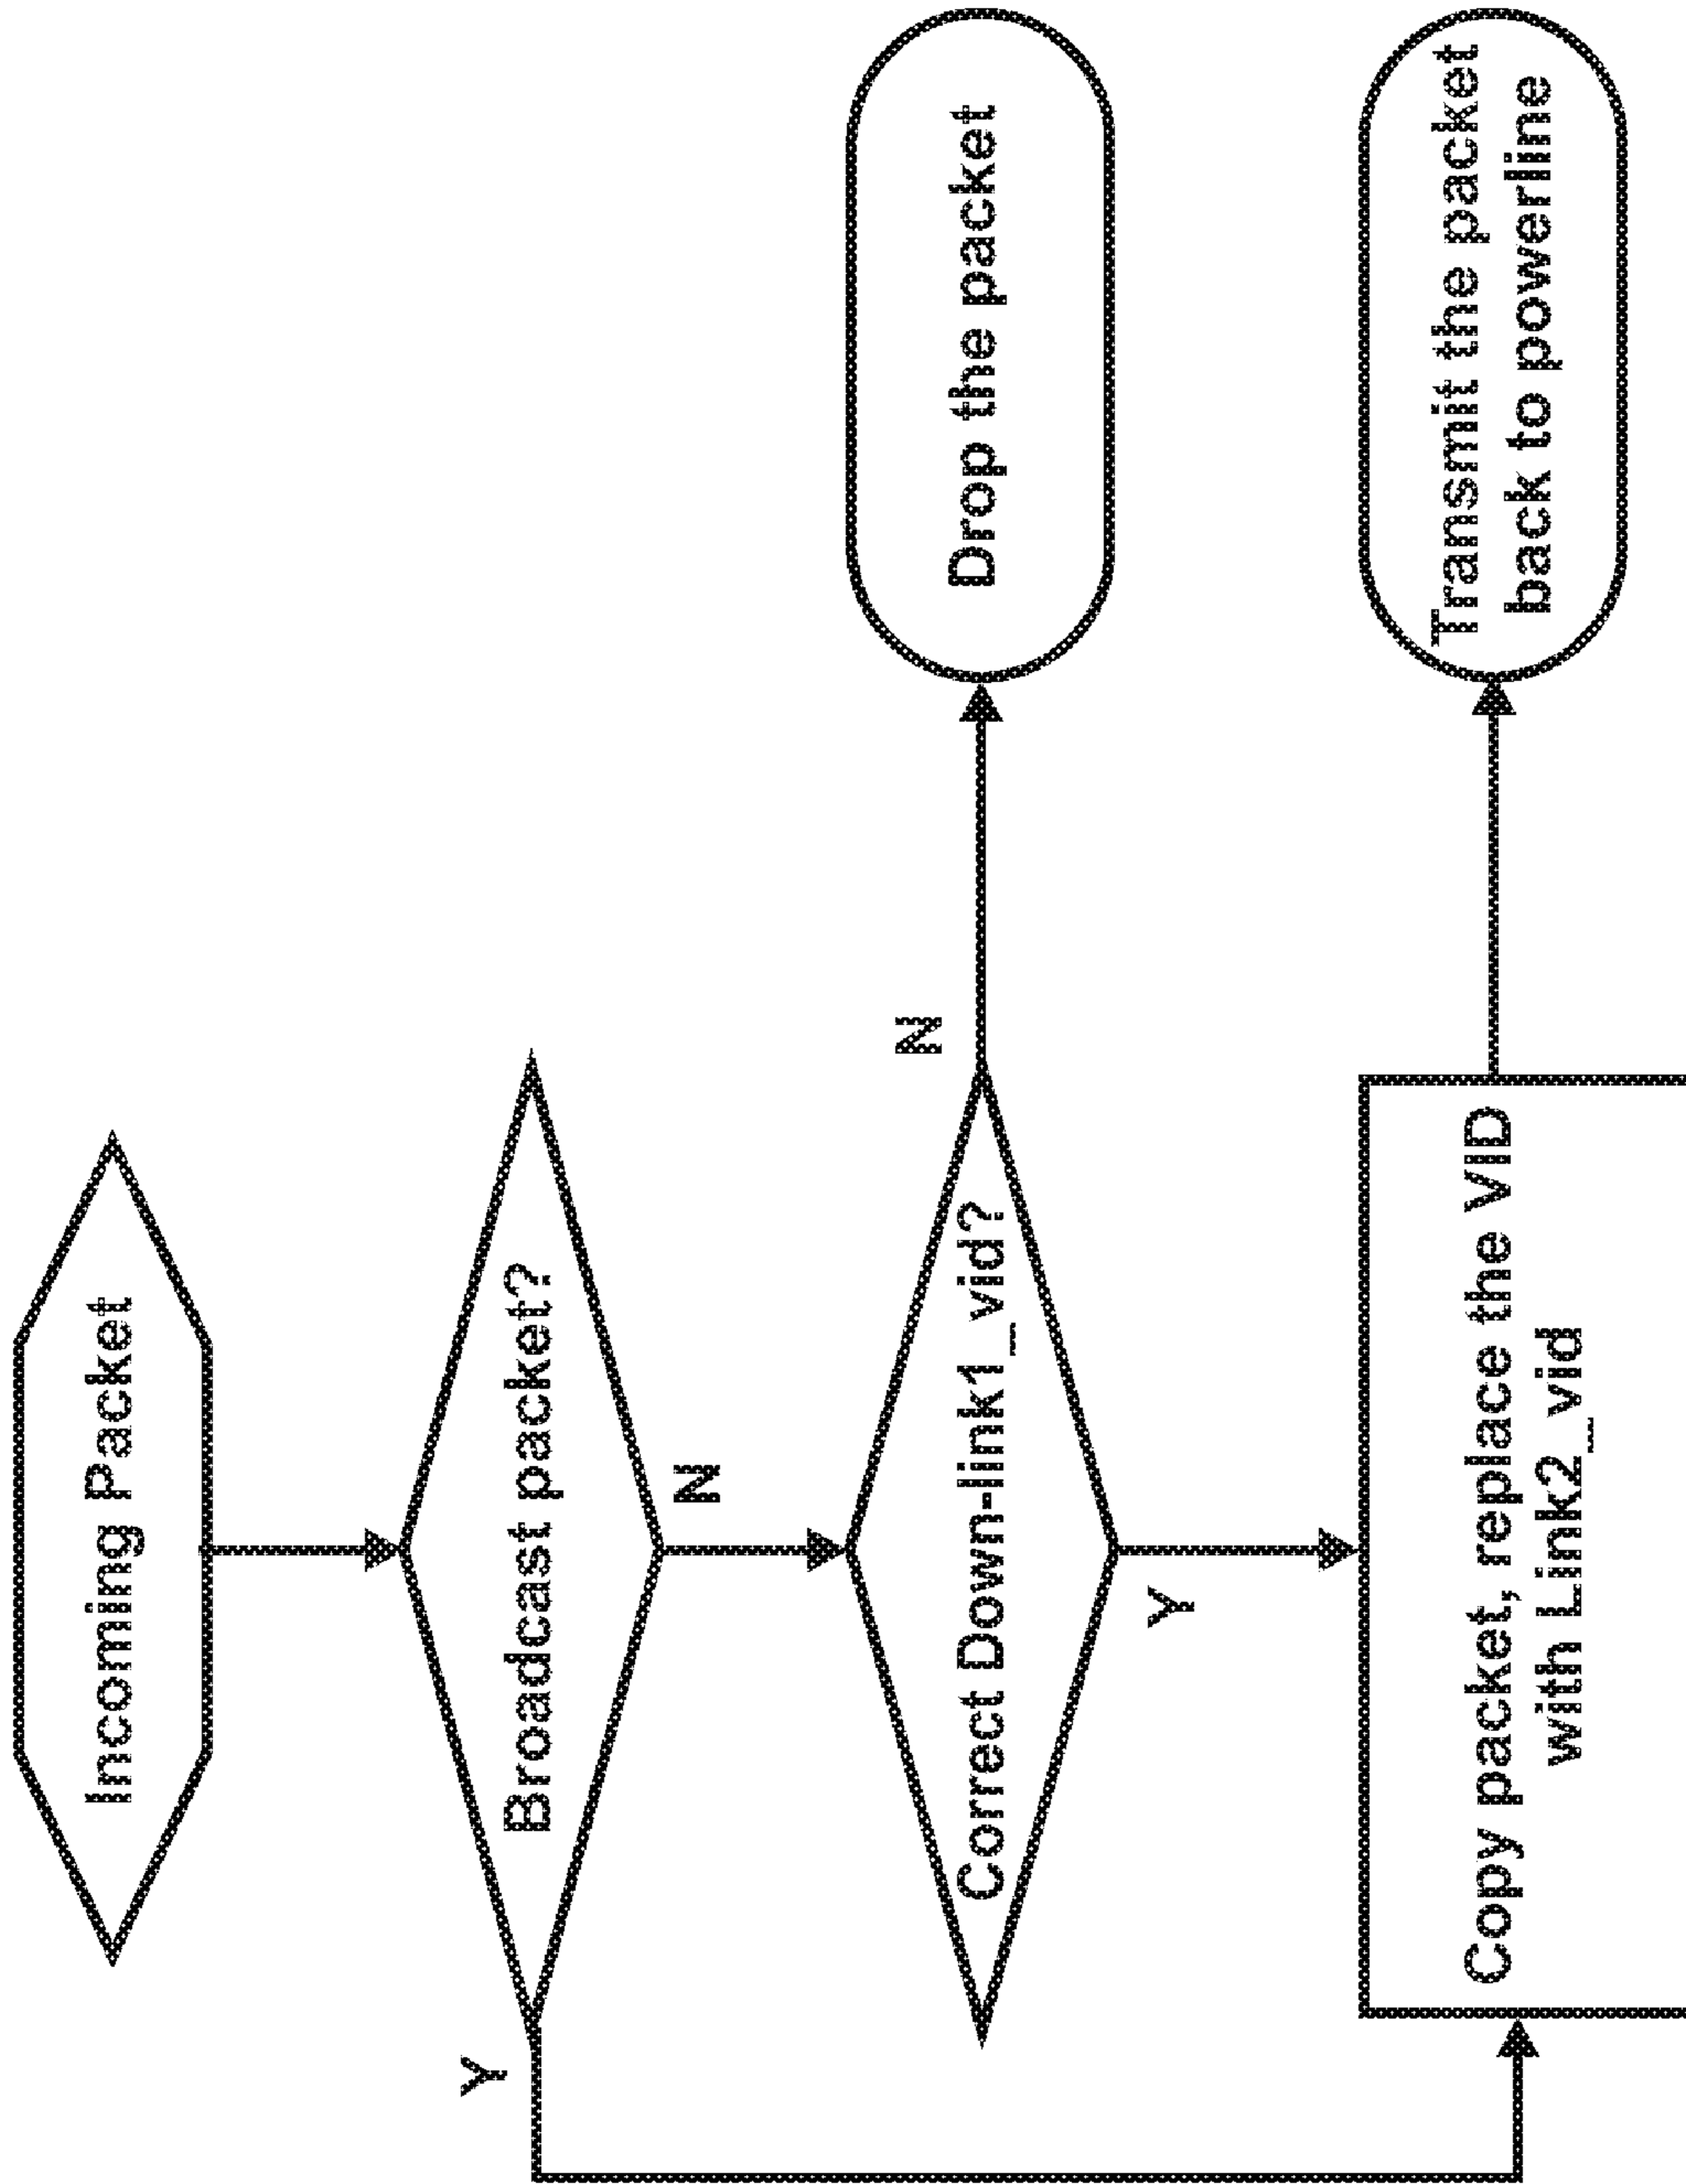 Incoming Packet
Broadcast packet?
Y
N
Correct Down-link1_vid?
N
Y
Drop the packet
Copy packet, replace the VID
with Link2_vid
Transmit the packet
back to powerline